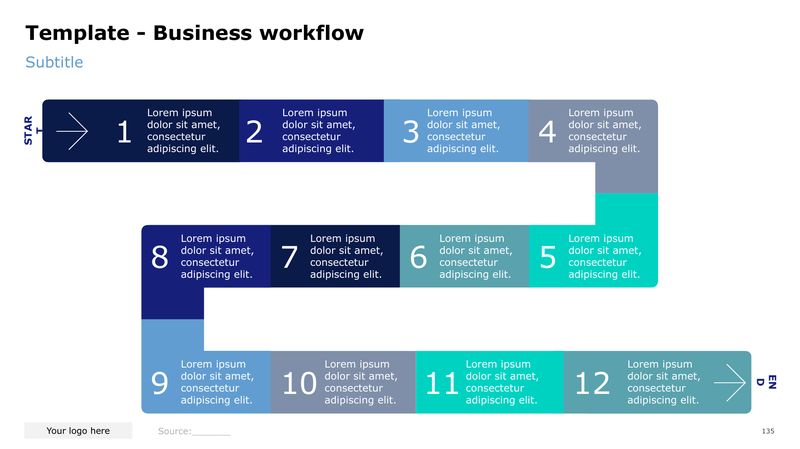 Template - Business workflow
Subtitle
STAR
T
1
Lorem ipsum
dolor sit amet,
consectetur
adipiscing elit.
2
Lorem ipsum
dolor sit amet,
consectetur
adipiscing elit.
3
Lorem ipsum
dolor sit amet,
consectetur
adipiscing elit.
4
Lorem ipsum
dolor sit amet,
consectetur
adipiscing elit.
5
Lorem ipsum
dolor sit amet,
consectetur
adipiscing elit.
6
Lorem ipsum
dolor sit amet,
consectetur
adipiscing elit.
7
Lorem ipsum
dolor sit amet,
consectetur
adipiscing elit.
8
Lorem ipsum
dolor sit amet,
consectetur
adipiscing elit.
9
Lorem ipsum
dolor sit amet,
consectetur
adipiscing elit.
10
Lorem ipsum
dolor sit amet,
consectetur
adipiscing elit.
11
Lorem ipsum
dolor sit amet,
consectetur
adipiscing elit.
12
Lorem ipsum
dolor sit amet,
consectetur
adipiscing elit.
EN
D
Your logo here
Source:_______
135